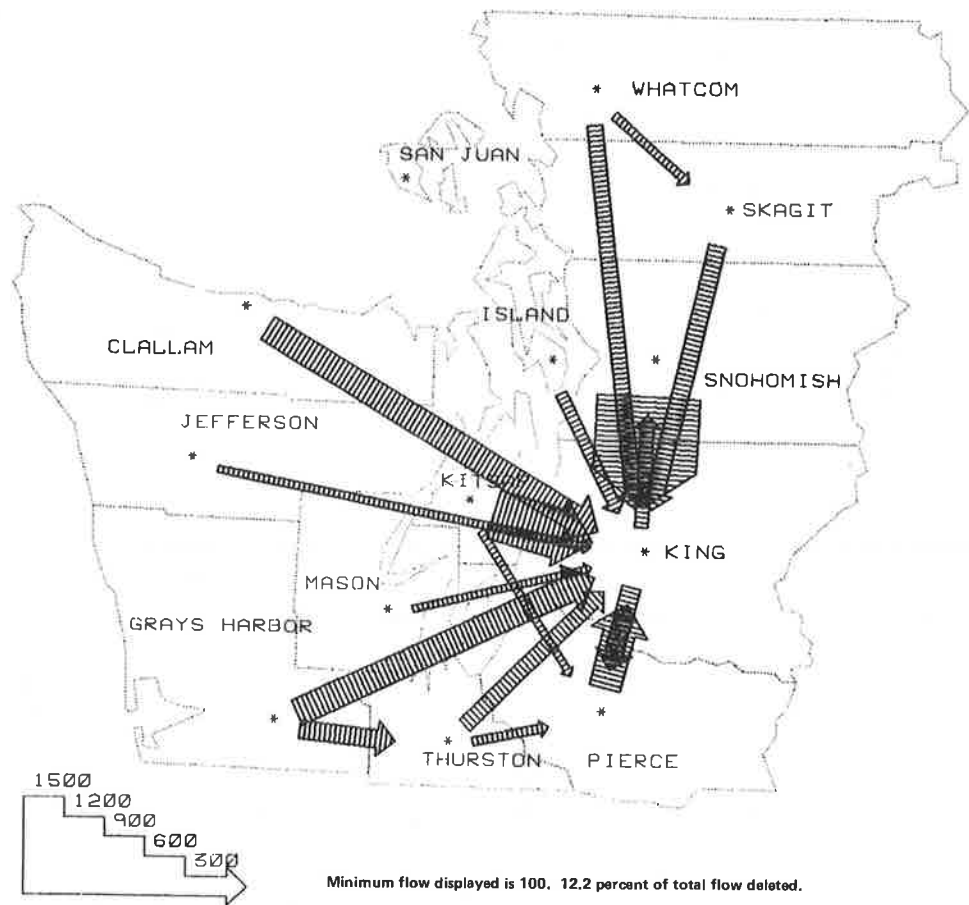 WHATCOM
SAN JUAN
SKAGIT
ISLAND
CLALLAM
SNOHOMISH
JEFFERSON
KITSAP
KING
MASON
GRAYS HARBOR
THURSTON
PIERCE
1500
1200
900
600
300
Minimum flow displayed is 100. 12.2 percent of total flow deleted.